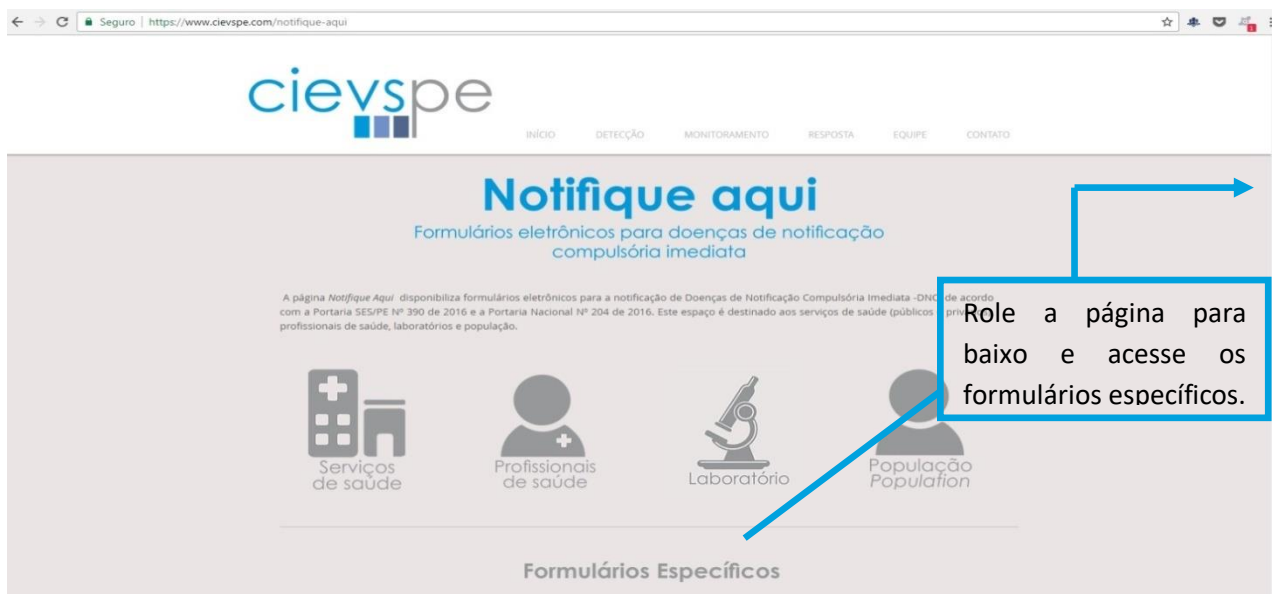 Seguro | https://www.cievspe.com/notifique-aqui
cievspe
INÍCIO DETECÇÃO MONITORAMENTO RESPOSTA EQUIPE CONTATO
Notifique aqui
Formulários eletrônicos para doenças de notificação
compulsória imediata
A página Notifique Aqui disponibiliza formulários eletrônicos para a notificação de Doenças de Notificação Compulsória Imediata -DNCI de acordo
com a Portaria SES/PE Nº 390 de 2016 e a Portaria Nacional Nº 204 de 2016. Este espaço é destinado aos serviços de saúde (públicos
profissionais de saúde, laboratórios e população.
Role a página para
baixo e acesse os
formulários específicos.
Serviços
de saúde
Profissionais
de saúde
Laboratório
População
Population
Formulários Específicos